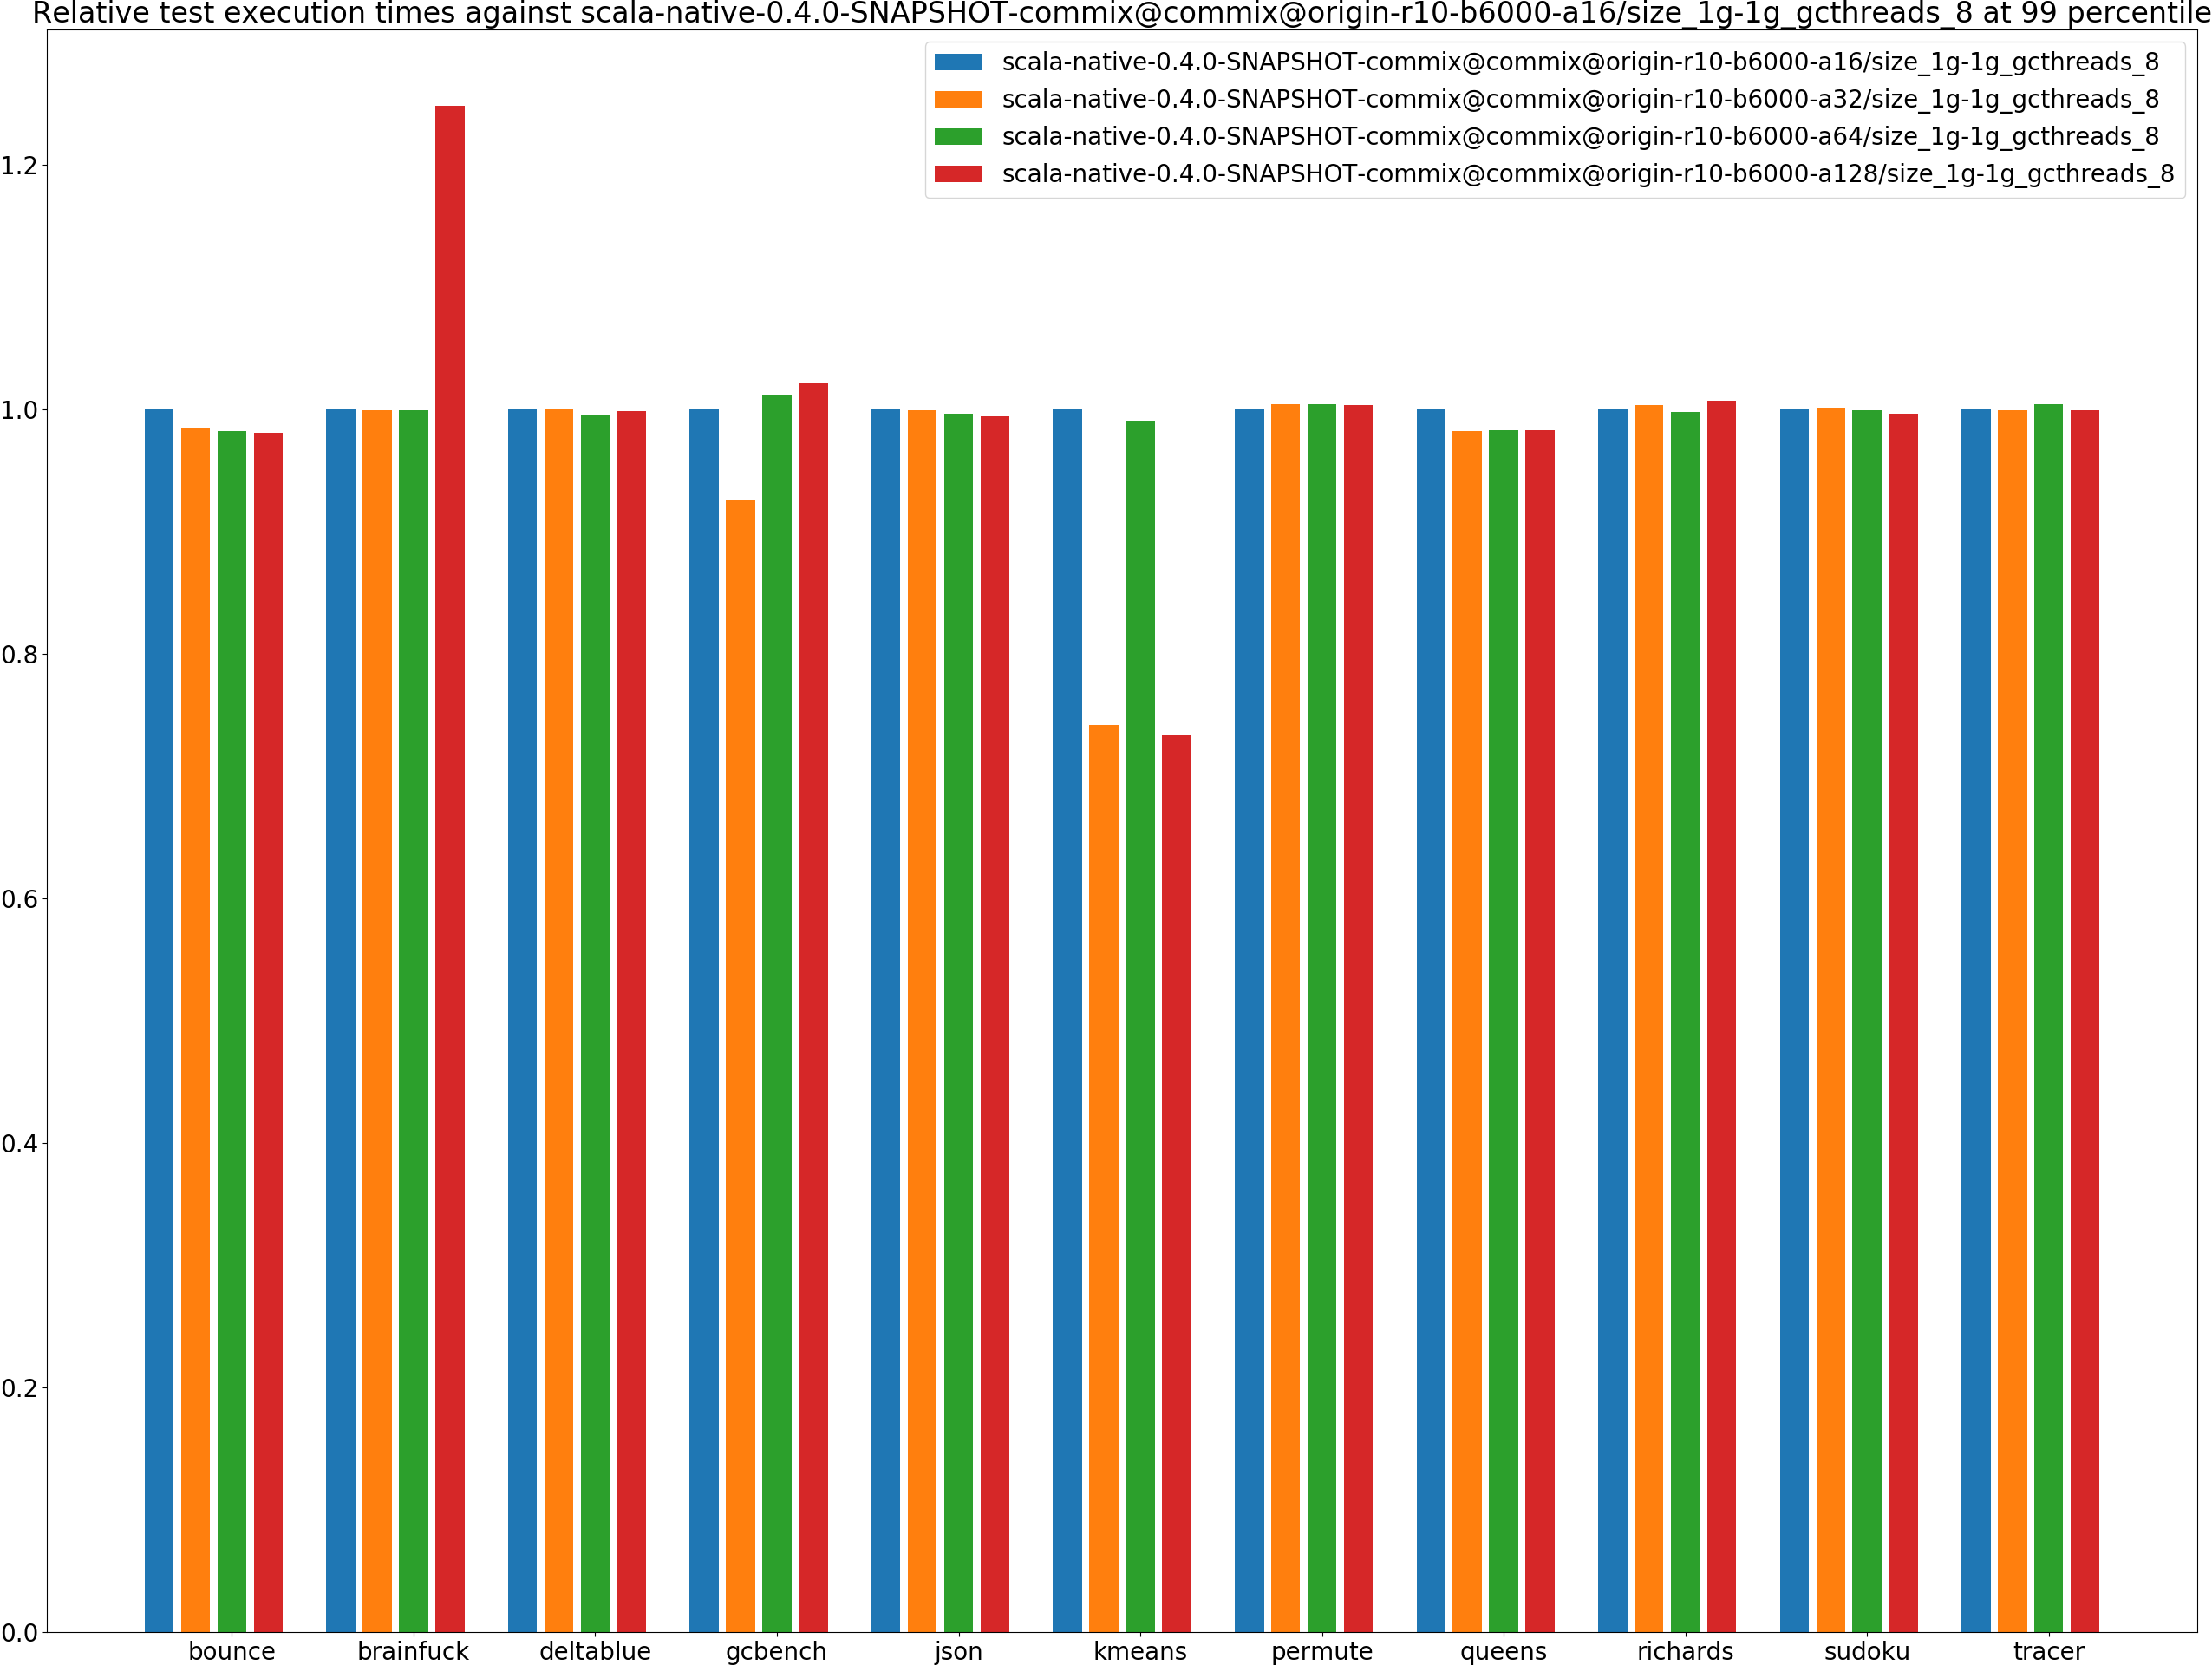 Relative test execution times against scala-native-0.4.0-SNAPSHOT-commix@commix@origin-r10-b6000-a16/size_1g-1g_gcthreads_8 at 99 percentile
scala-native-0.4.0-SNAPSHOT-commix@commix@origin-r10-b6000-a16/size_1g-1g_gcthreads_8
scala-native-0.4.0-SNAPSHOT-commix@commix@origin-r10-b6000-a32/size_1g-1g_gcthreads_8
scala-native-0.4.0-SNAPSHOT-commix@commix@origin-r10-b6000-a64/size_1g-1g_gcthreads_8
scala-native-0.4.0-SNAPSHOT-commix@commix@origin-r10-b6000-a128/size_1g-1g_gcthreads_8
1.2
1.0
0.8
0.6
0.4
0.2
0.0
bounce brainfuck deltablue gcbench json kmeans permute queens richards sudoku tracer